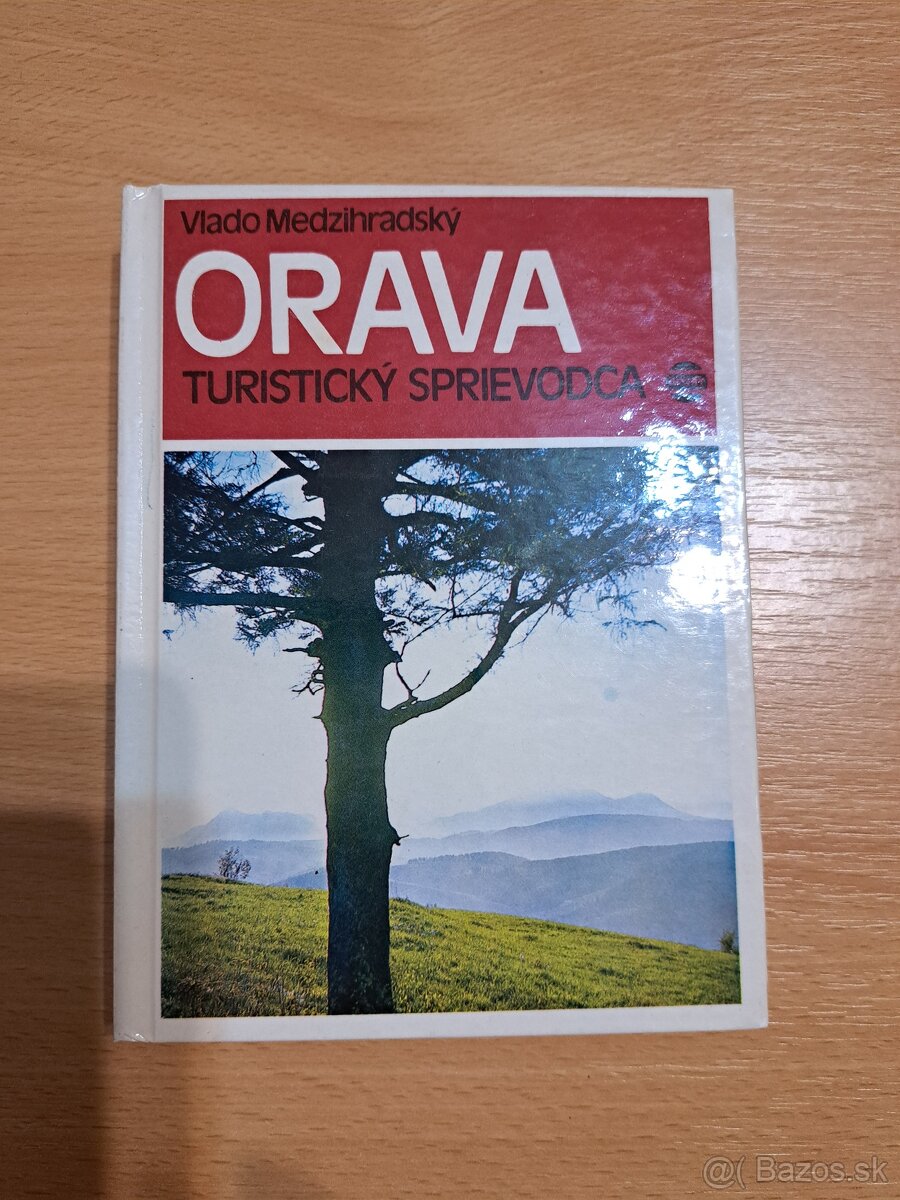 Vlado Medzihradský
ORAVA
TURISTICKÝ SPRIEVODCA
@( Bazos.sk